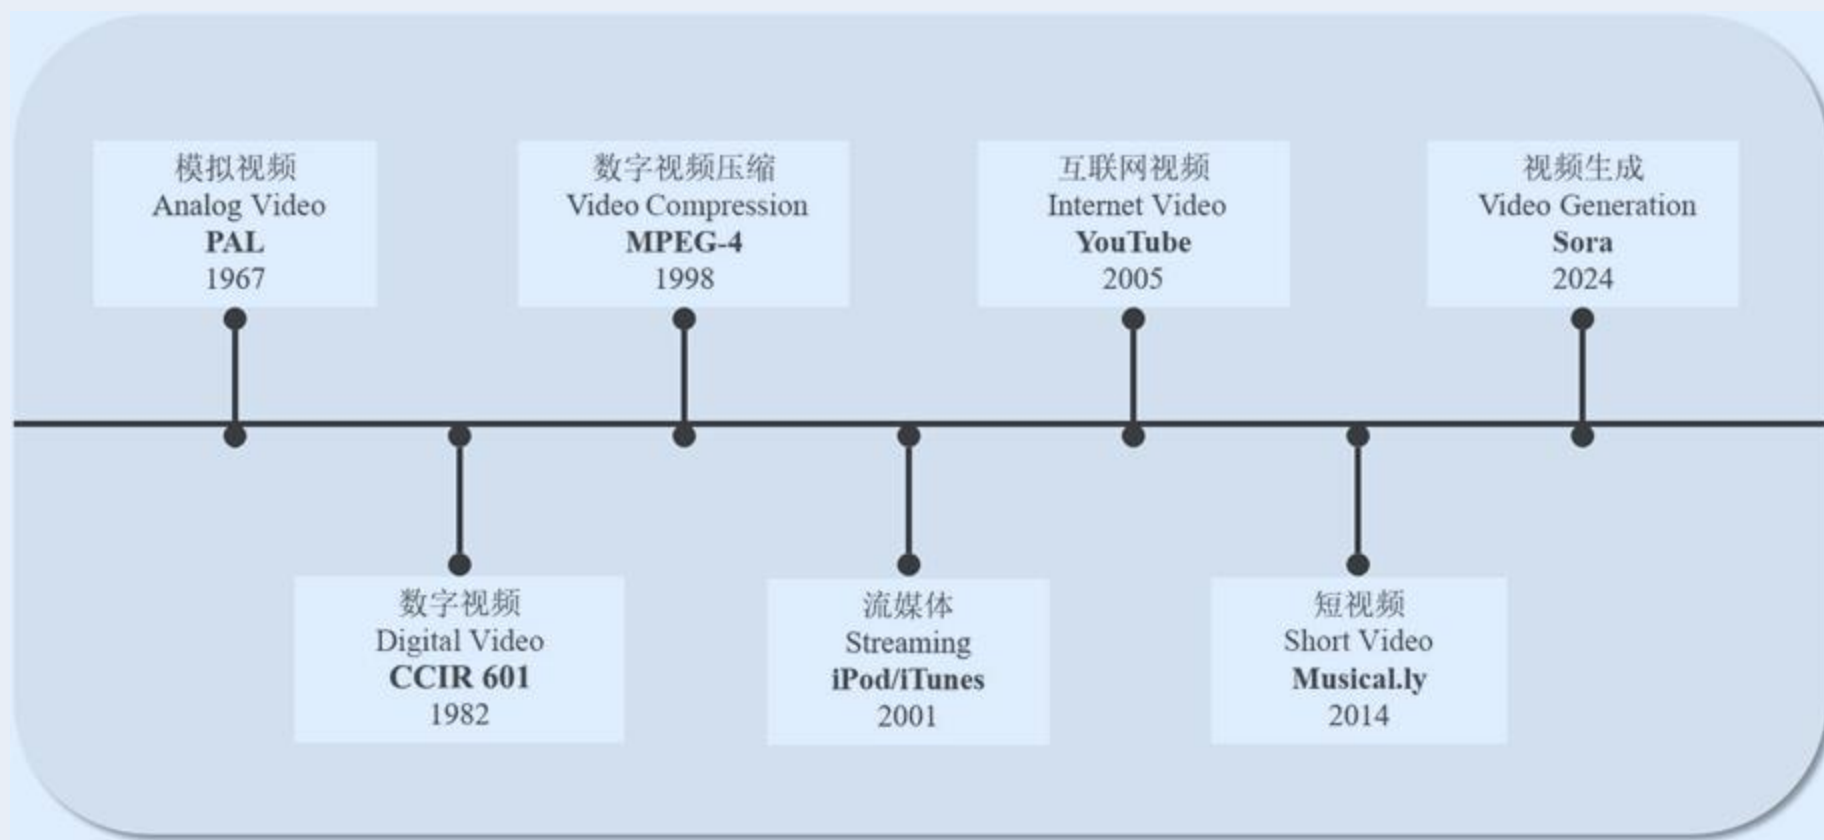 模拟视频
Analog Video
PAL
1967
数字视频压缩
Video Compression
MPEG-4
1998
互联网视频
Internet Video
YouTube
2005
视频生成
Video Generation
Sora
2024
数字视频
Digital Video
CCIR 601
1982
流媒体
Streaming
iPod/iTunes
2001
短视频
Short Video
Musical.ly
2014